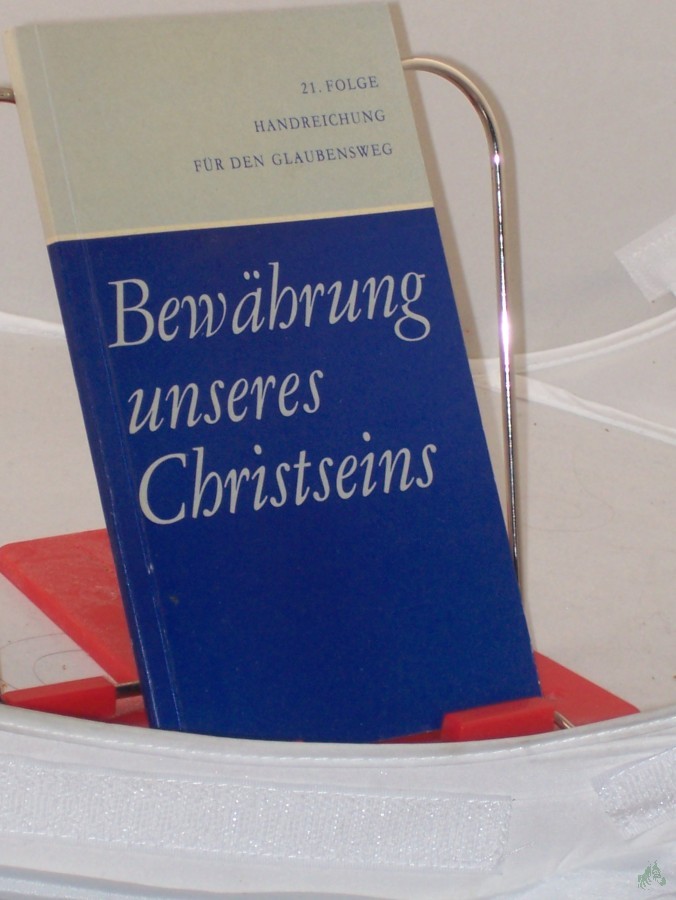 21. FOLGE
HANDREICHUNG
FÜR DEN GLAUBENSWEG
Bewährung
unseres
Christseins